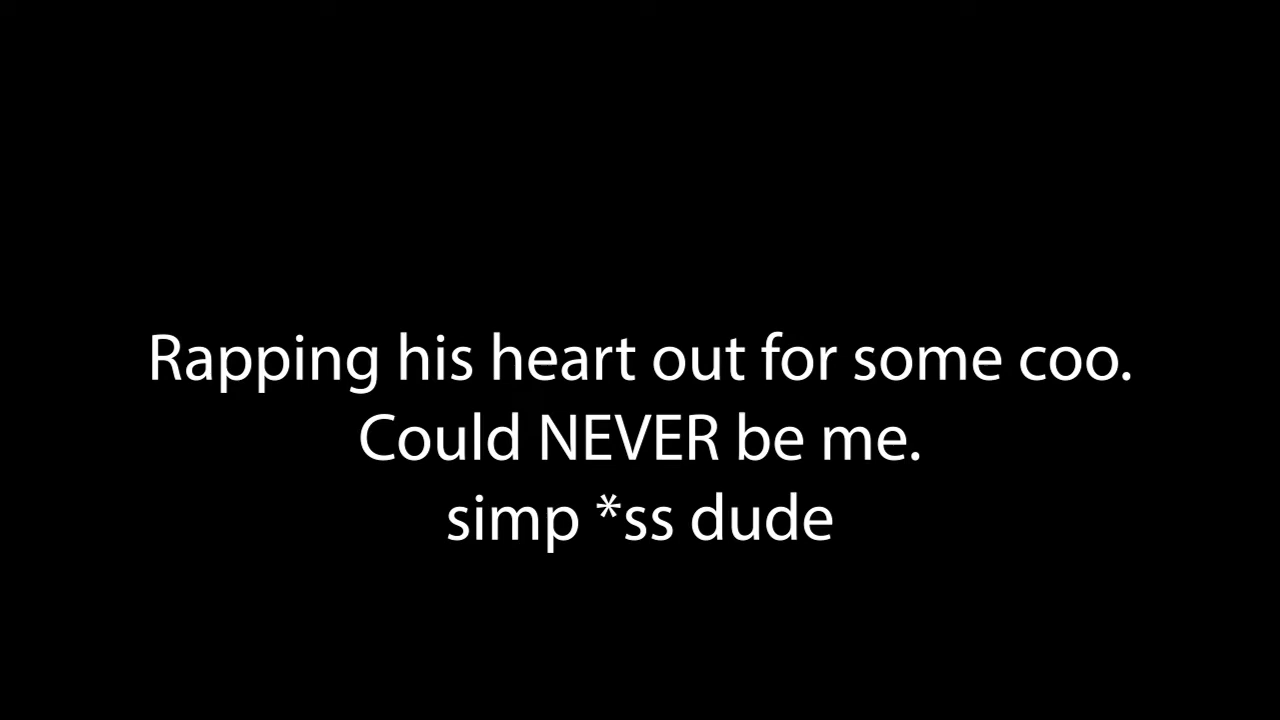 Rapping his heart out for some coo.
Could NEVER be me.
simp *ss dude